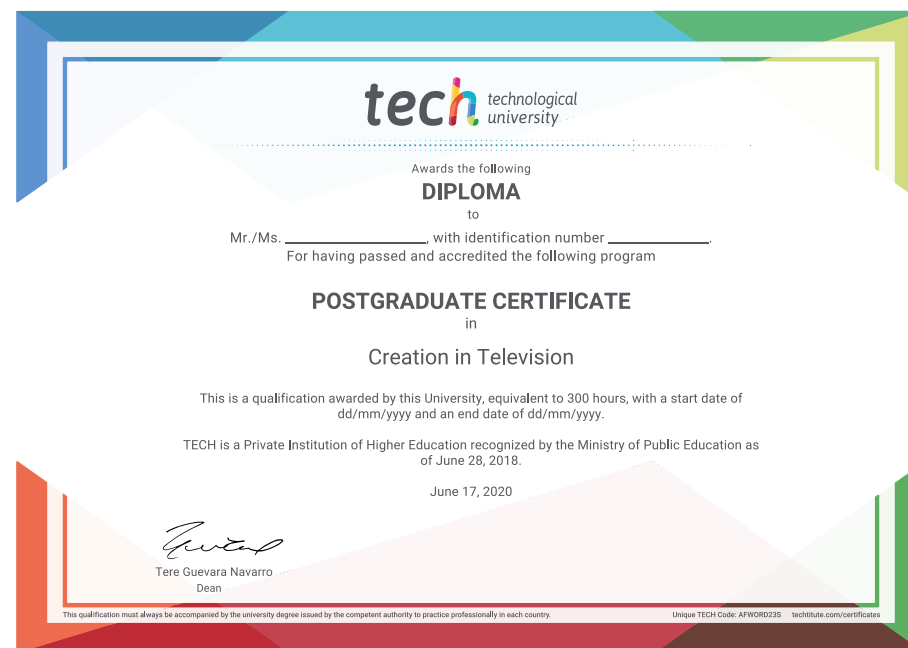 tech technological
university
Awards the following
DIPLOMA
to
Mr./Ms. ____________________, with identification number ______________.
For having passed and accredited the following program
POSTGRADUATE CERTIFICATE
in
Creation in Television
This is a qualification awarded by this University, equivalent to 300 hours, with a start date of
dd/mm/yyyy and an end date of dd/mm/yyyy.
TECH is a Private Institution of Higher Education recognized by the Ministry of Public Education as
of June 28, 2018.
June 17, 2020
Tere Guevara Navarro
Dean
This qualification must always be accompanied by the university degree issued by the competent authority to practice professionally in each country. Unique TECH Code: AFWORD23S techtitute.com/certificates